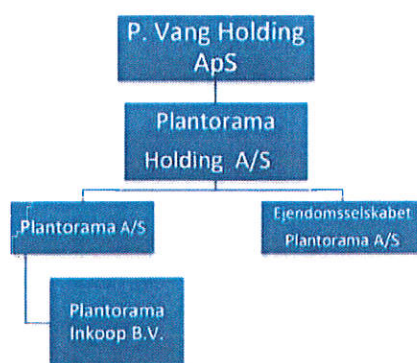 P. Vang Holding
ApS
Plantorama
Holding A/S
Plantorama A/S
Ejendomsselskabet
Plantorama A/S
Plantorama
Inkoop B.V.